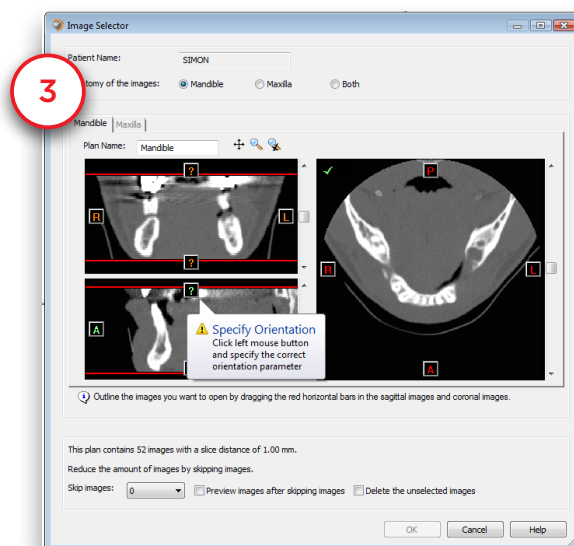 Image Selector
3
Patient Name:
SIMON
tomy of the images:
Mandible
Maxilla
Both
Mandible
Maxilla
Plan Name:
Mandible
?
R
L
?
P
R
L
A
?
A
Specify Orientation
Click left mouse button
and specify the correct
orientation parameter
Outline the images you want to open by dragging the red horizontal bars in the sagittal images and coronal images.
This plan contains 52 images with a slice distance of 1.00 mm.
Reduce the amount of images by skipping images.
Skip images:
0
Preview images after skipping images
Delete the unselected images
OK
Cancel
Help